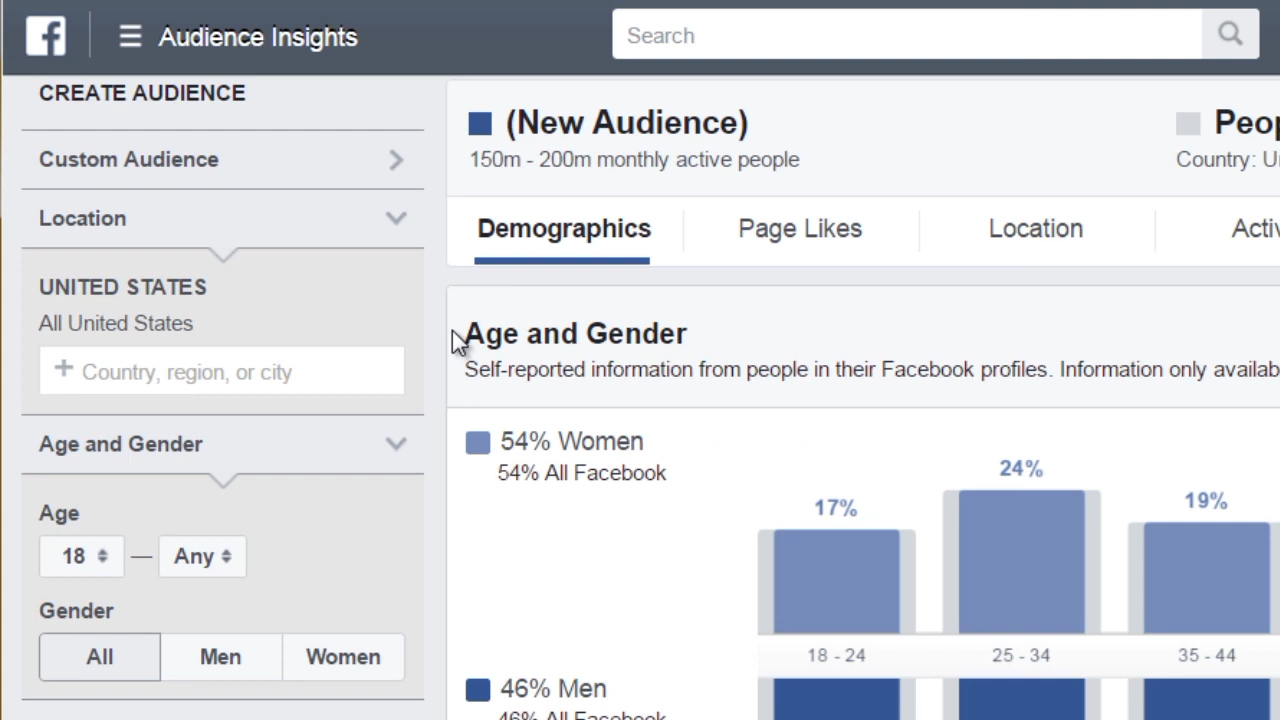 Audience Insights
Search
CREATE AUDIENCE
Custom Audience
Location
UNITED STATES
All United States
+ Country, region, or city
Age and Gender
Age
18 — Any
Gender
All Men Women
(New Audience)
150m - 200m monthly active people
Country:
Demographics Page Likes Location
Age and Gender
Self-reported information from people in their Facebook profiles. Information only
54% Women
54% All Facebook
17% 24% 19%
18 - 24 25 - 34 35 - 44
46% Men
46% All Facebook